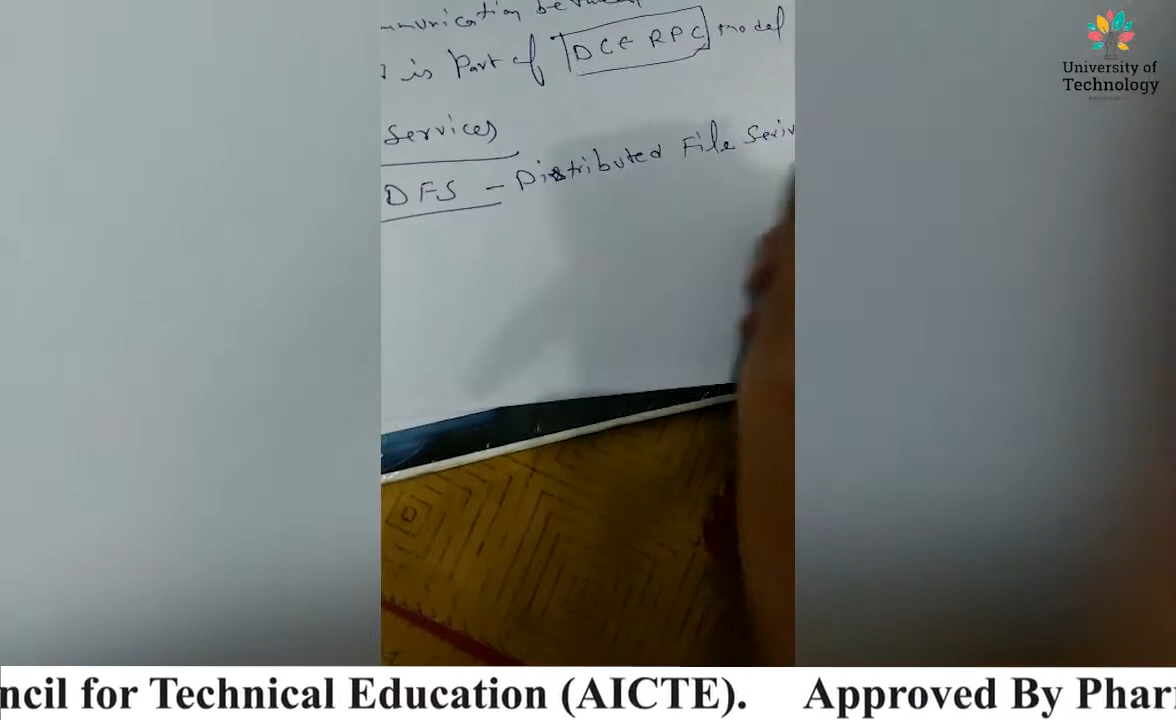 is Part of DCE RPC model
Services
DFS - Distributed File
University of
Technology
ncil for Technical Education (AICTE). Approved By Phar